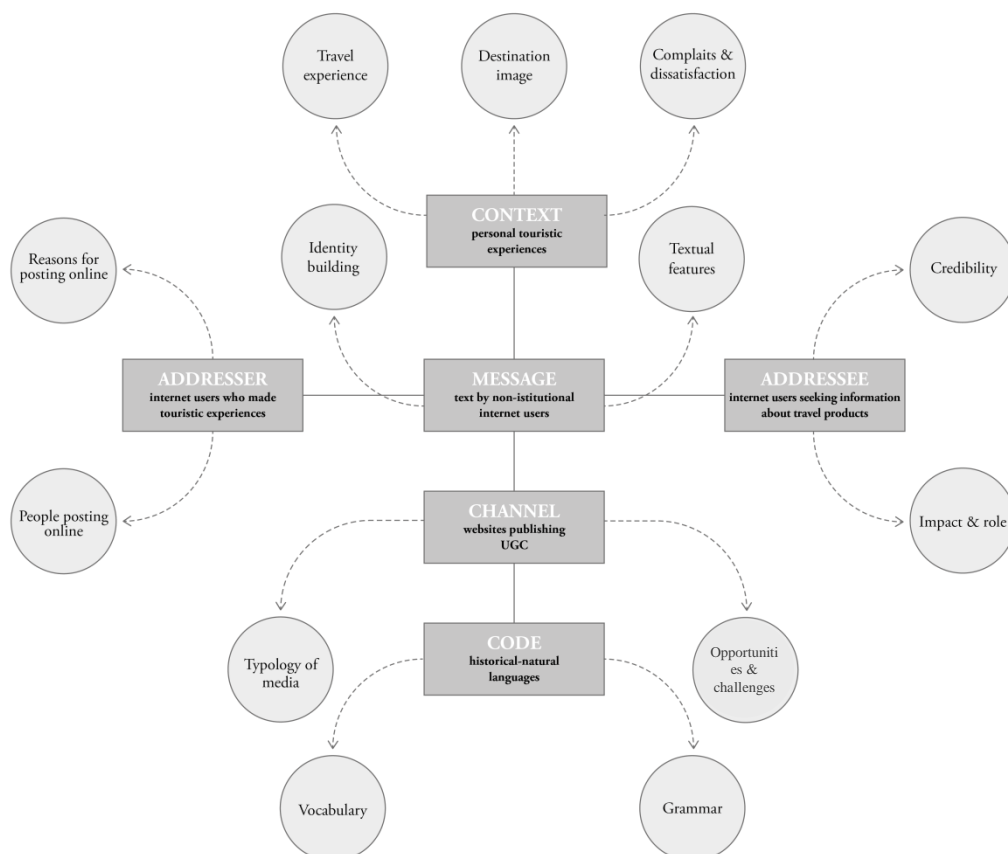 Travel
experience
Destination
image
Complaits &
dissatisfaction
CONTEXT
personal touristic
experiences
Reasons for
posting online
Identity
building
Textual
features
Credibility
ADDRESSER
internet users who made
touristic experiences
MESSAGE
text by non-istitutional
internet users
ADDRESSEE
internet users seeking information
about travel products
People posting
online
CHANNEL
websites publishing
UGC
Impact & role
Typology of
media
CODE
historical-natural
languages
Opportuniti
es &
challenges
Vocabulary
Grammar